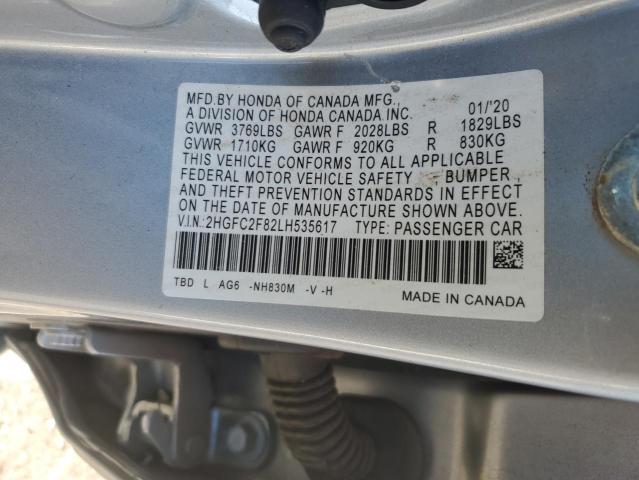 MFD.BY HONDA OF CANADA MFG., 01/'20
A DIVISION OF HONDA CANADA INC.
GVWR 3769LBS GAWR F 2028LBS R 1829LBS
GVWR 1710KG GAWR F 920KG R 830KG
THIS VEHICLE CONFORMS TO ALL APPLICABLE
FEDERAL MOTOR VEHICLE SAFETY , BUMPER ,
AND THEFT PREVENTION STANDARDS IN EFFECT
ON THE DATE OF MANUFACTURE SHOWN ABOVE.
V.I.N.:2HGFC2F82LH535617 TYPE: PASSENGER CAR
TBD L AG6 -NH830M -V -H
MADE IN CANADA